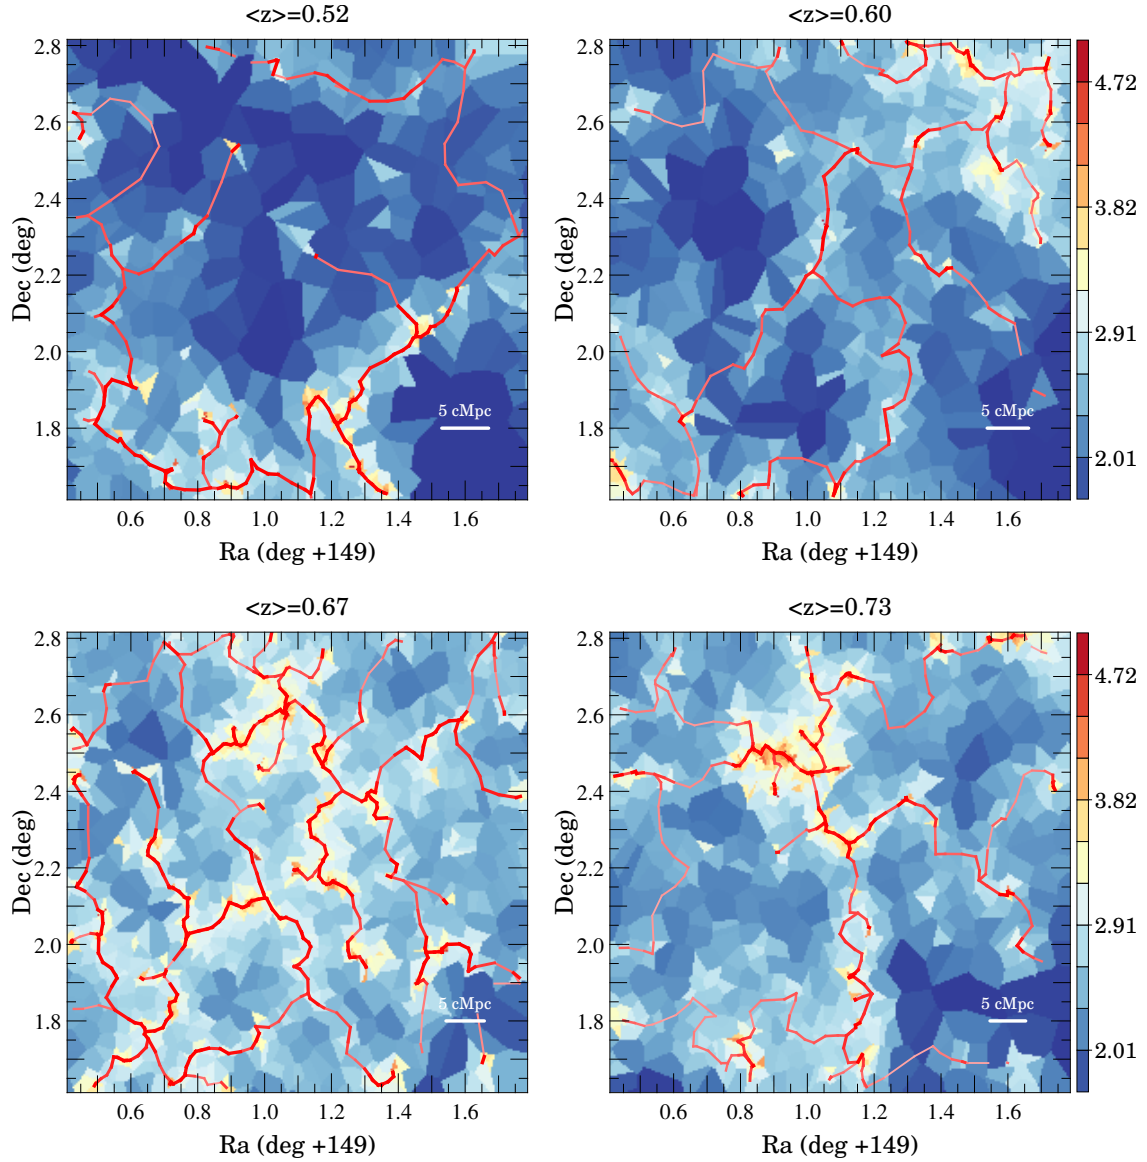 <z>=0.52
<z>=0.60
2.8
2.6
2.4
2.2
2.0
1.8
Dec (deg)
5 cMpc
0.6 0.8 1.0 1.2 1.4 1.6
Ra (deg +149)
2.8
2.6
2.4
2.2
2.0
1.8
Dec (deg)
5 cMpc
0.6 0.8 1.0 1.2 1.4 1.6
Ra (deg +149)
4.72
3.82
2.91
2.01
<z>=0.67
<z>=0.73
2.8
2.6
2.4
2.2
2.0
1.8
Dec (deg)
5 cMpc
0.6 0.8 1.0 1.2 1.4 1.6
Ra (deg +149)
2.8
2.6
2.4
2.2
2.0
1.8
Dec (deg)
5 cMpc
0.6 0.8 1.0 1.2 1.4 1.6
Ra (deg +149)
4.72
3.82
2.91
2.01